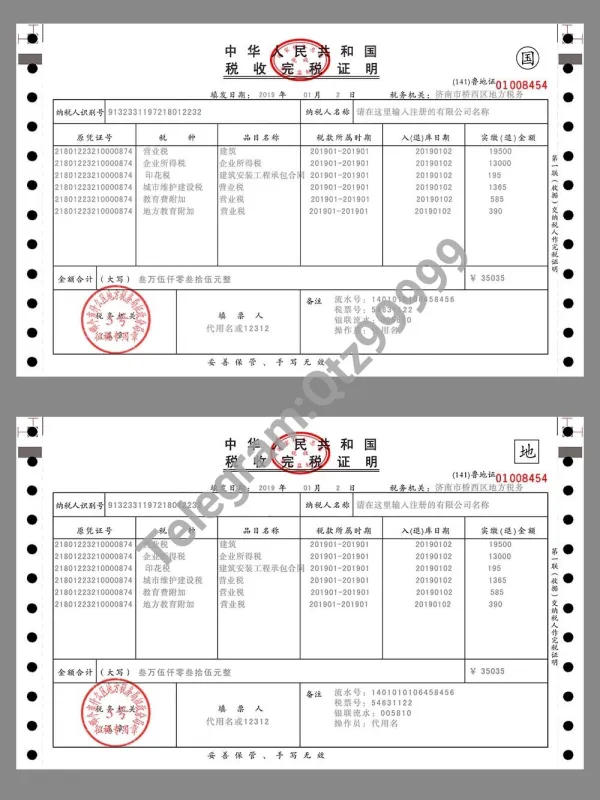 中华人民共和国
税收完税证明
国
(141)鲁地证01008454
填发日期: 2019 年 01 月 2 日 税务机关: 济南市桥西区地方税务
纳税人识别号 9132331197218012232 纳税人名称 请在这里输入注册的有限公司名称
原凭证号 税 种 品目名称 税款所属时期 入(退)库日期 实缴(退)金额
21801223210000874 营业税 建筑 201901-201901 20190102 19500
21801223210000874 企业所得税 企业所得税 201901-201901 20190102 13000
21801223210000874 印花税 建筑安装工程承包合同 201901-201901 20190102 195
21801223210000874 城市维护建设税 营业税 201901-201901 20190102 1365
21801223210000874 教育费附加 营业税 201901-201901 20190102 585
21801223210000874 地方教育附加 营业税 201901-201901 20190102 390
金额合计 (大写) 叁万伍仟零叁拾伍元整 ¥ 35035
税务机关
填 票 人
代用名或12312
备注 流水号: 1401010106458456
税票号: 54631122
银联流水: 005810
操作员: 代用名
妥善保管、手写无效
第一联(收据)交纳税人作完税证明
Telegram:Qtz99999
中华人民共和国
税收完税证明
地
(141)鲁地证01008454
填发日期: 2019 年 01 月 2 日 税务机关: 济南市桥西区地方税务
纳税人识别号 9132331197218012232 纳税人名称 请在这里输入注册的有限公司名称
原凭证号 税 种 品目名称 税款所属时期 入(退)库日期 实缴(退)金额
21801223210000874 营业税 建筑 201901-201901 20190102 19500
21801223210000874 企业所得税 企业所得税 201901-201901 20190102 13000
21801223210000874 印花税 建筑安装工程承包合同 201901-201901 20190102 195
21801223210000874 城市维护建设税 营业税 201901-201901 20190102 1365
21801223210000874 教育费附加 营业税 201901-201901 20190102 585
21801223210000874 地方教育附加 营业税 201901-201901 20190102 390
金额合计 (大写) 叁万伍仟零叁拾伍元整 ¥ 35035
税务机关
填 票 人
代用名或12312
备注 流水号: 1401010106458456
税票号: 54631122
银联流水: 005810
操作员: 代用名
妥善保管、手写无效
第一联(收据)交纳税人作完税证明